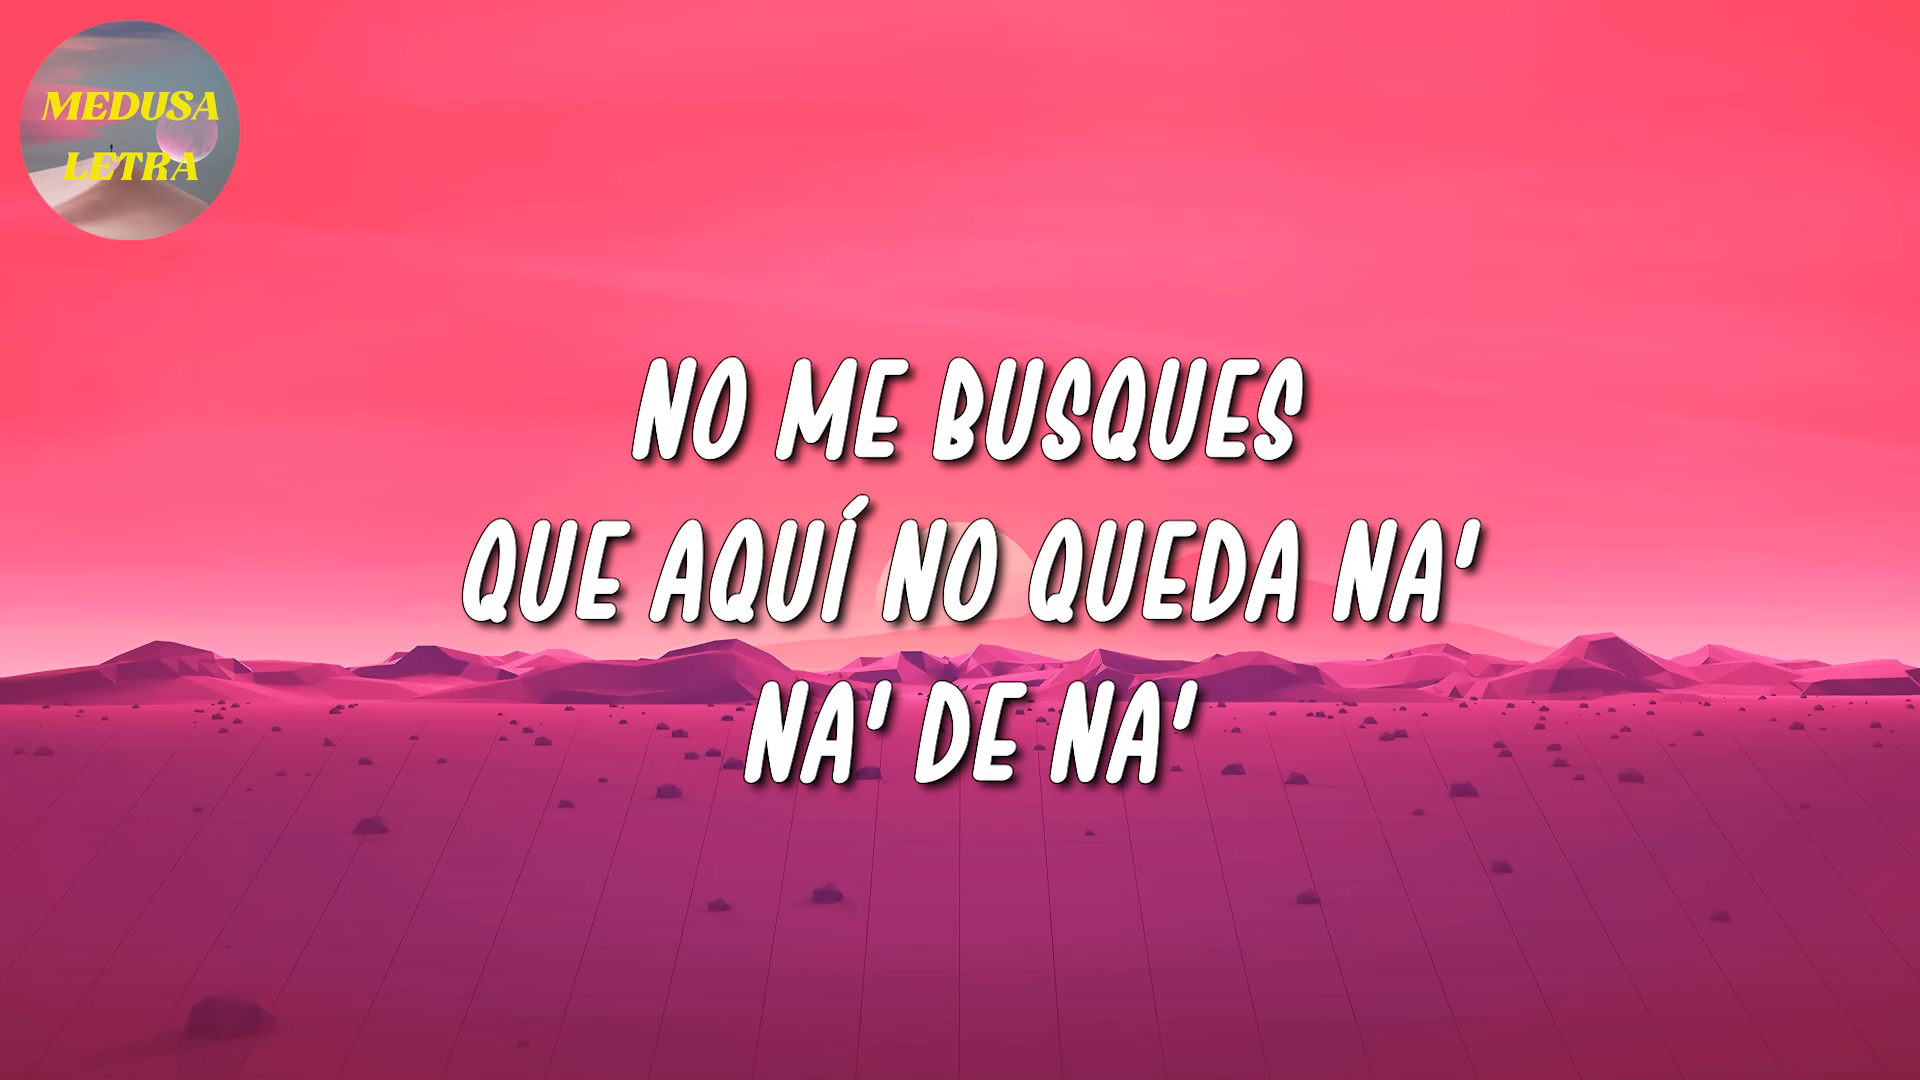 MEDUSA
LETRA
NO ME BUSQUES
QUE AQUÍ NO QUEDA NA'
NA' DE NA'